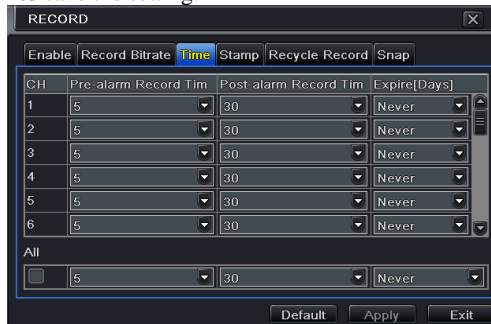 RECORD
Enable Record Bitrate Time Stamp Recycle Record Snap
CH Pre-alarm Record Tim Post-alarm Record Tim Expire[Days]
1 5 30 Never
2 5 30 Never
3 5 30 Never
4 5 30 Never
5 5 30 Never
6 5 30 Never
All
5 30 Never
Default Apply Exit